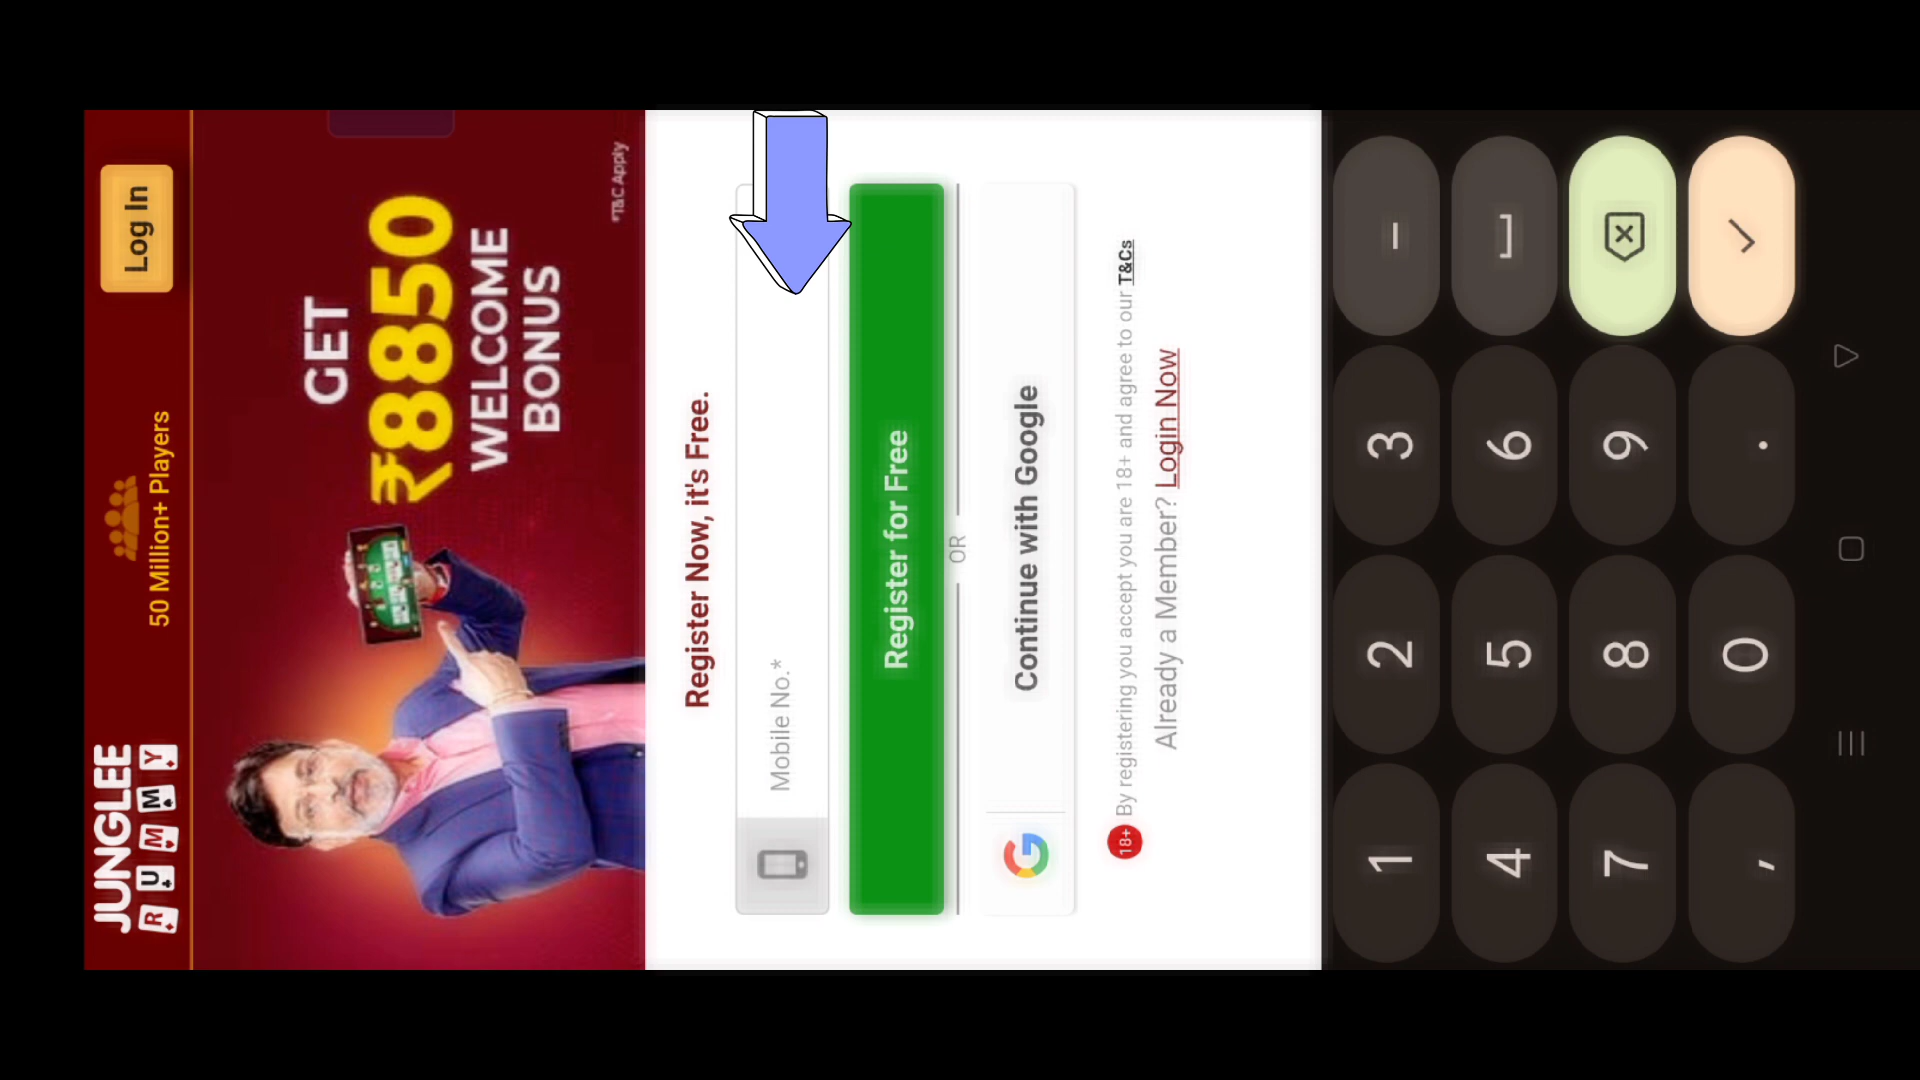 JUNGLEE
RUMMY
50 Million+ Players
Log In
GET
₹8850
WELCOME
BONUS
*T&C Apply
Register Now, it's Free.
Mobile No.*
Register for Free
OR
Continue with Google
18+ By registering you accept you are 18+ and agree to our T&Cs
Already a Member? Login Now
1 2 3 –
4 5 6
7 8 9
, 0 .